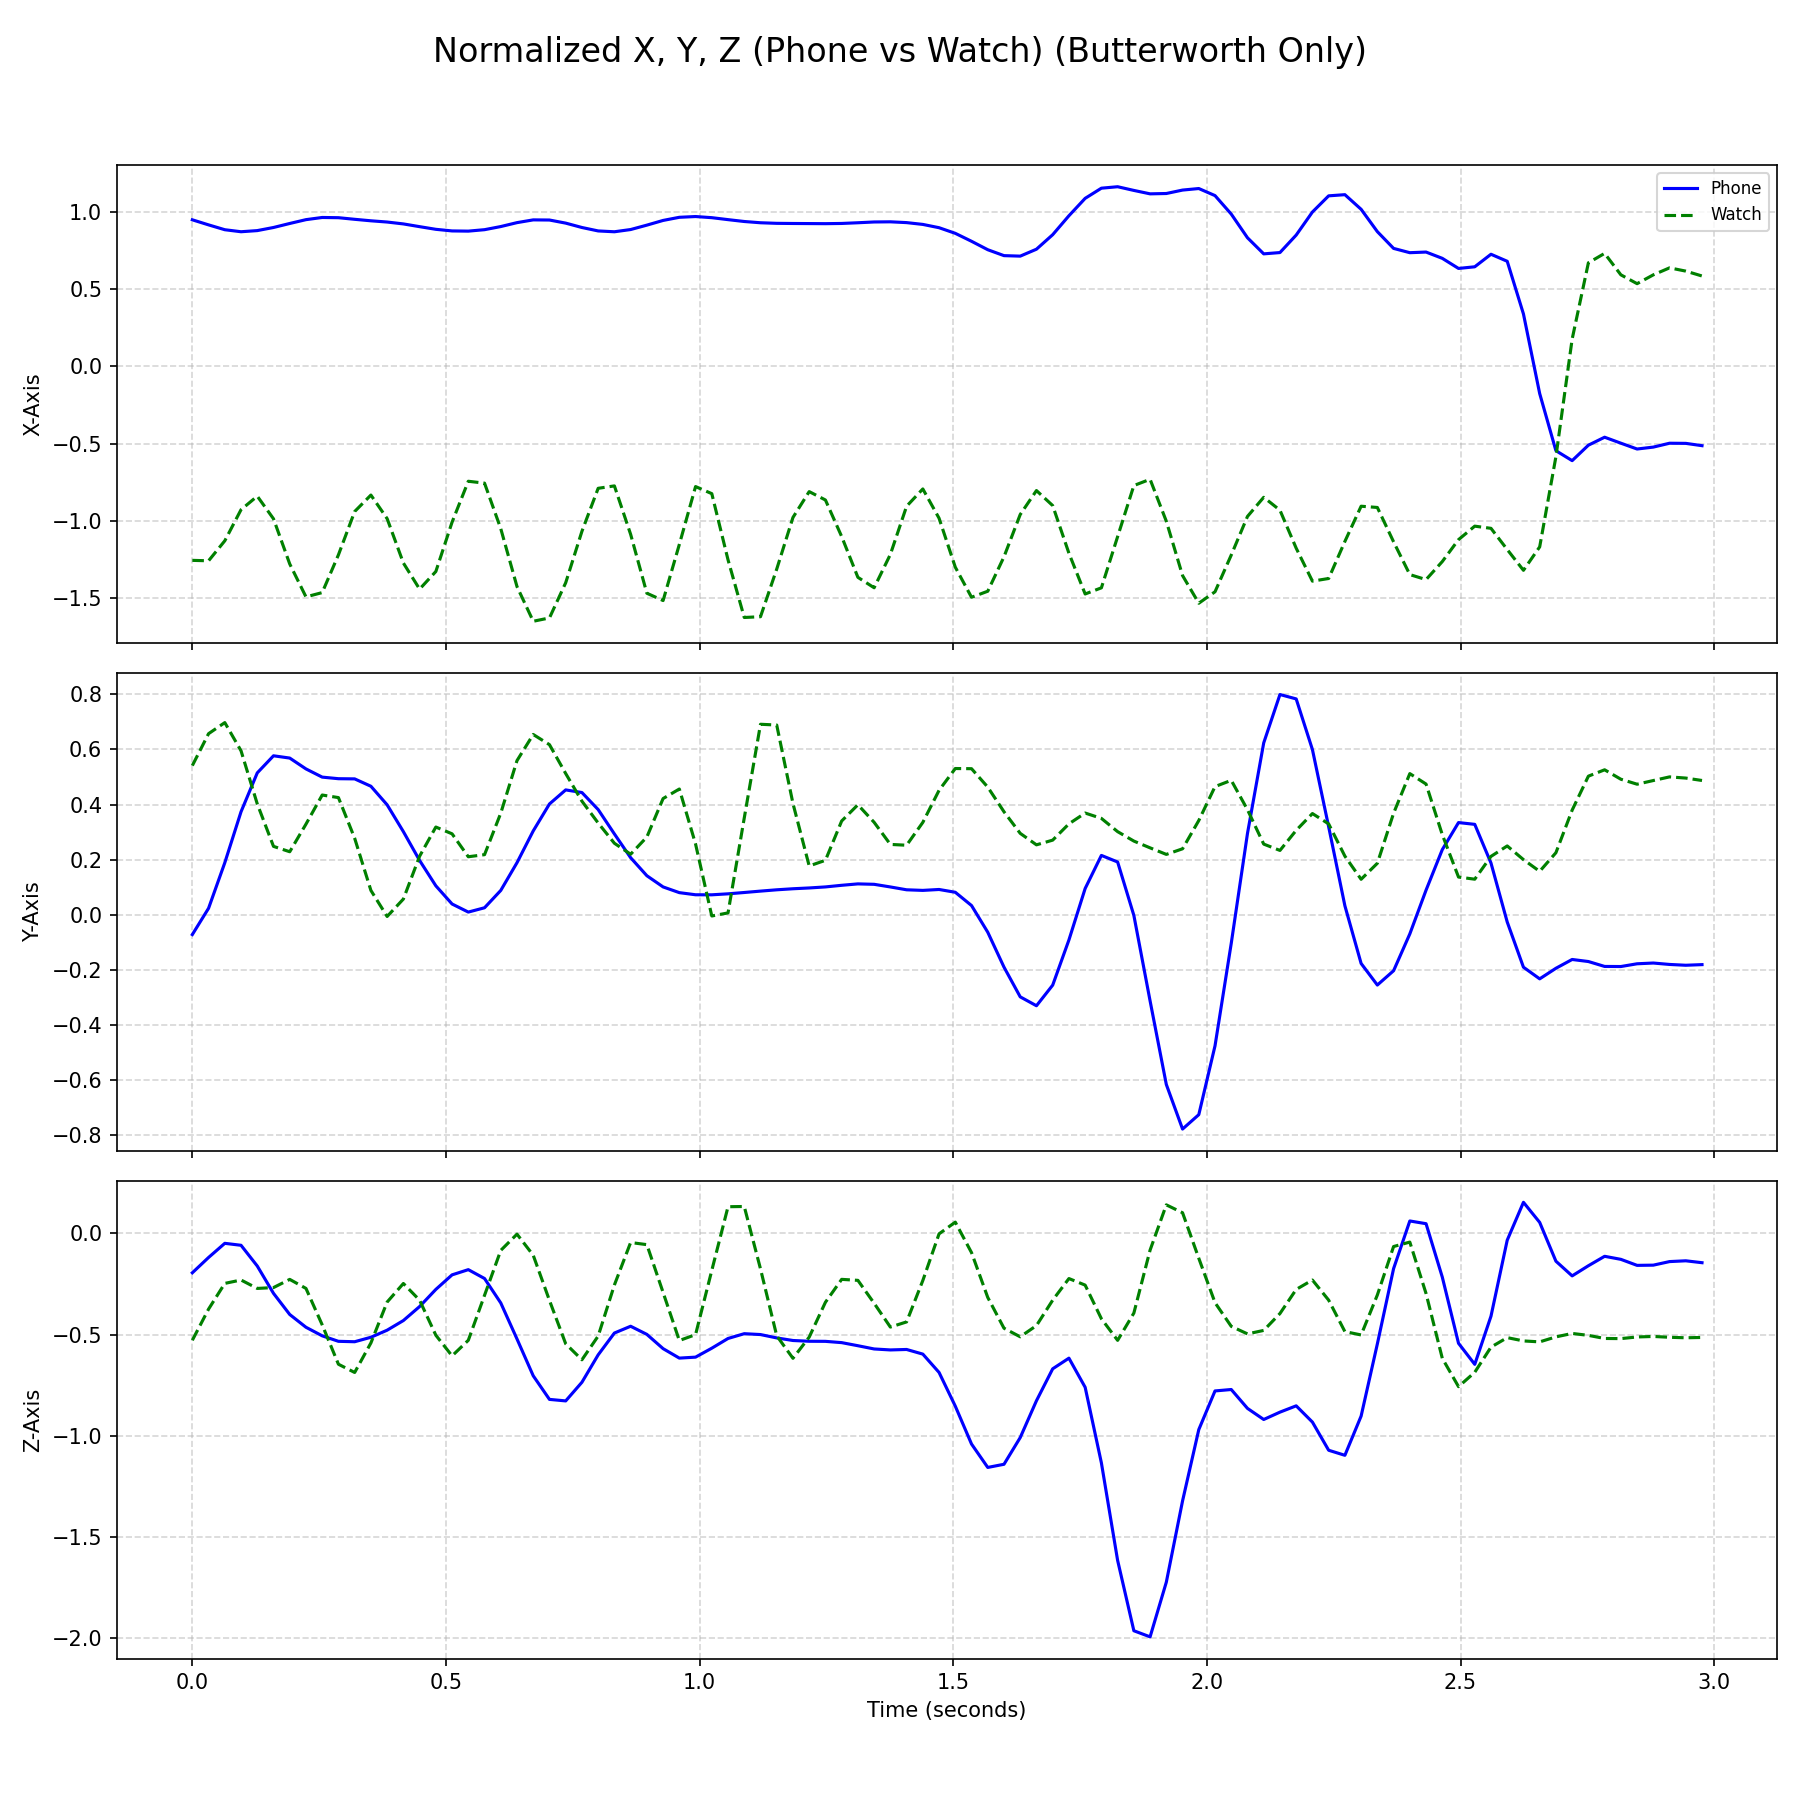 Normalized X, Y, Z (Phone vs Watch) (Butterworth Only)
Phone
Watch
1.0
0.5
0.0
−0.5
−1.0
−1.5
X-Axis
0.8
0.6
0.4
0.2
0.0
−0.2
−0.4
−0.6
−0.8
Y-Axis
0.0
−0.5
−1.0
−1.5
−2.0
Z-Axis
0.0 0.5 1.0 1.5 2.0 2.5 3.0
Time (seconds)